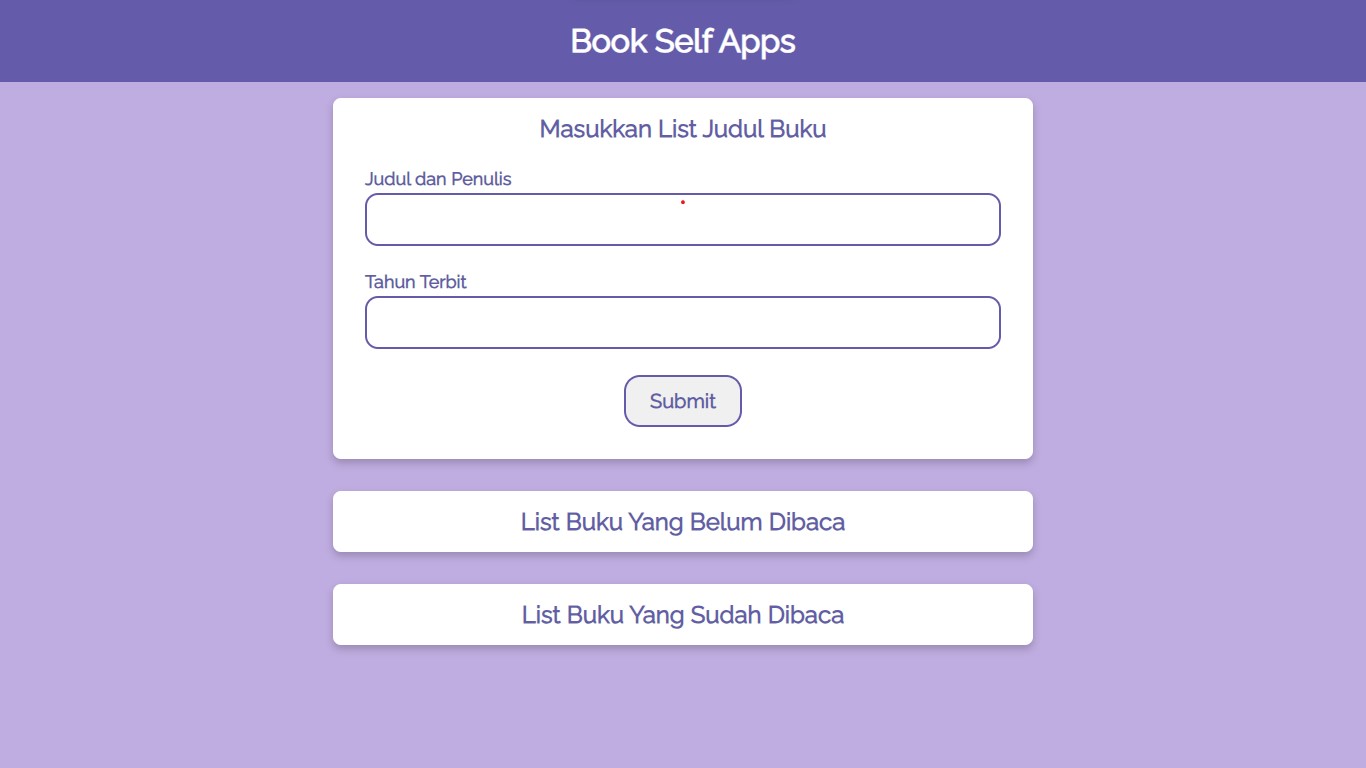 Book Self Apps
Masukkan List Judul Buku
Judul dan Penulis
Tahun Terbit
Submit
List Buku Yang Belum Dibaca
List Buku Yang Sudah Dibaca